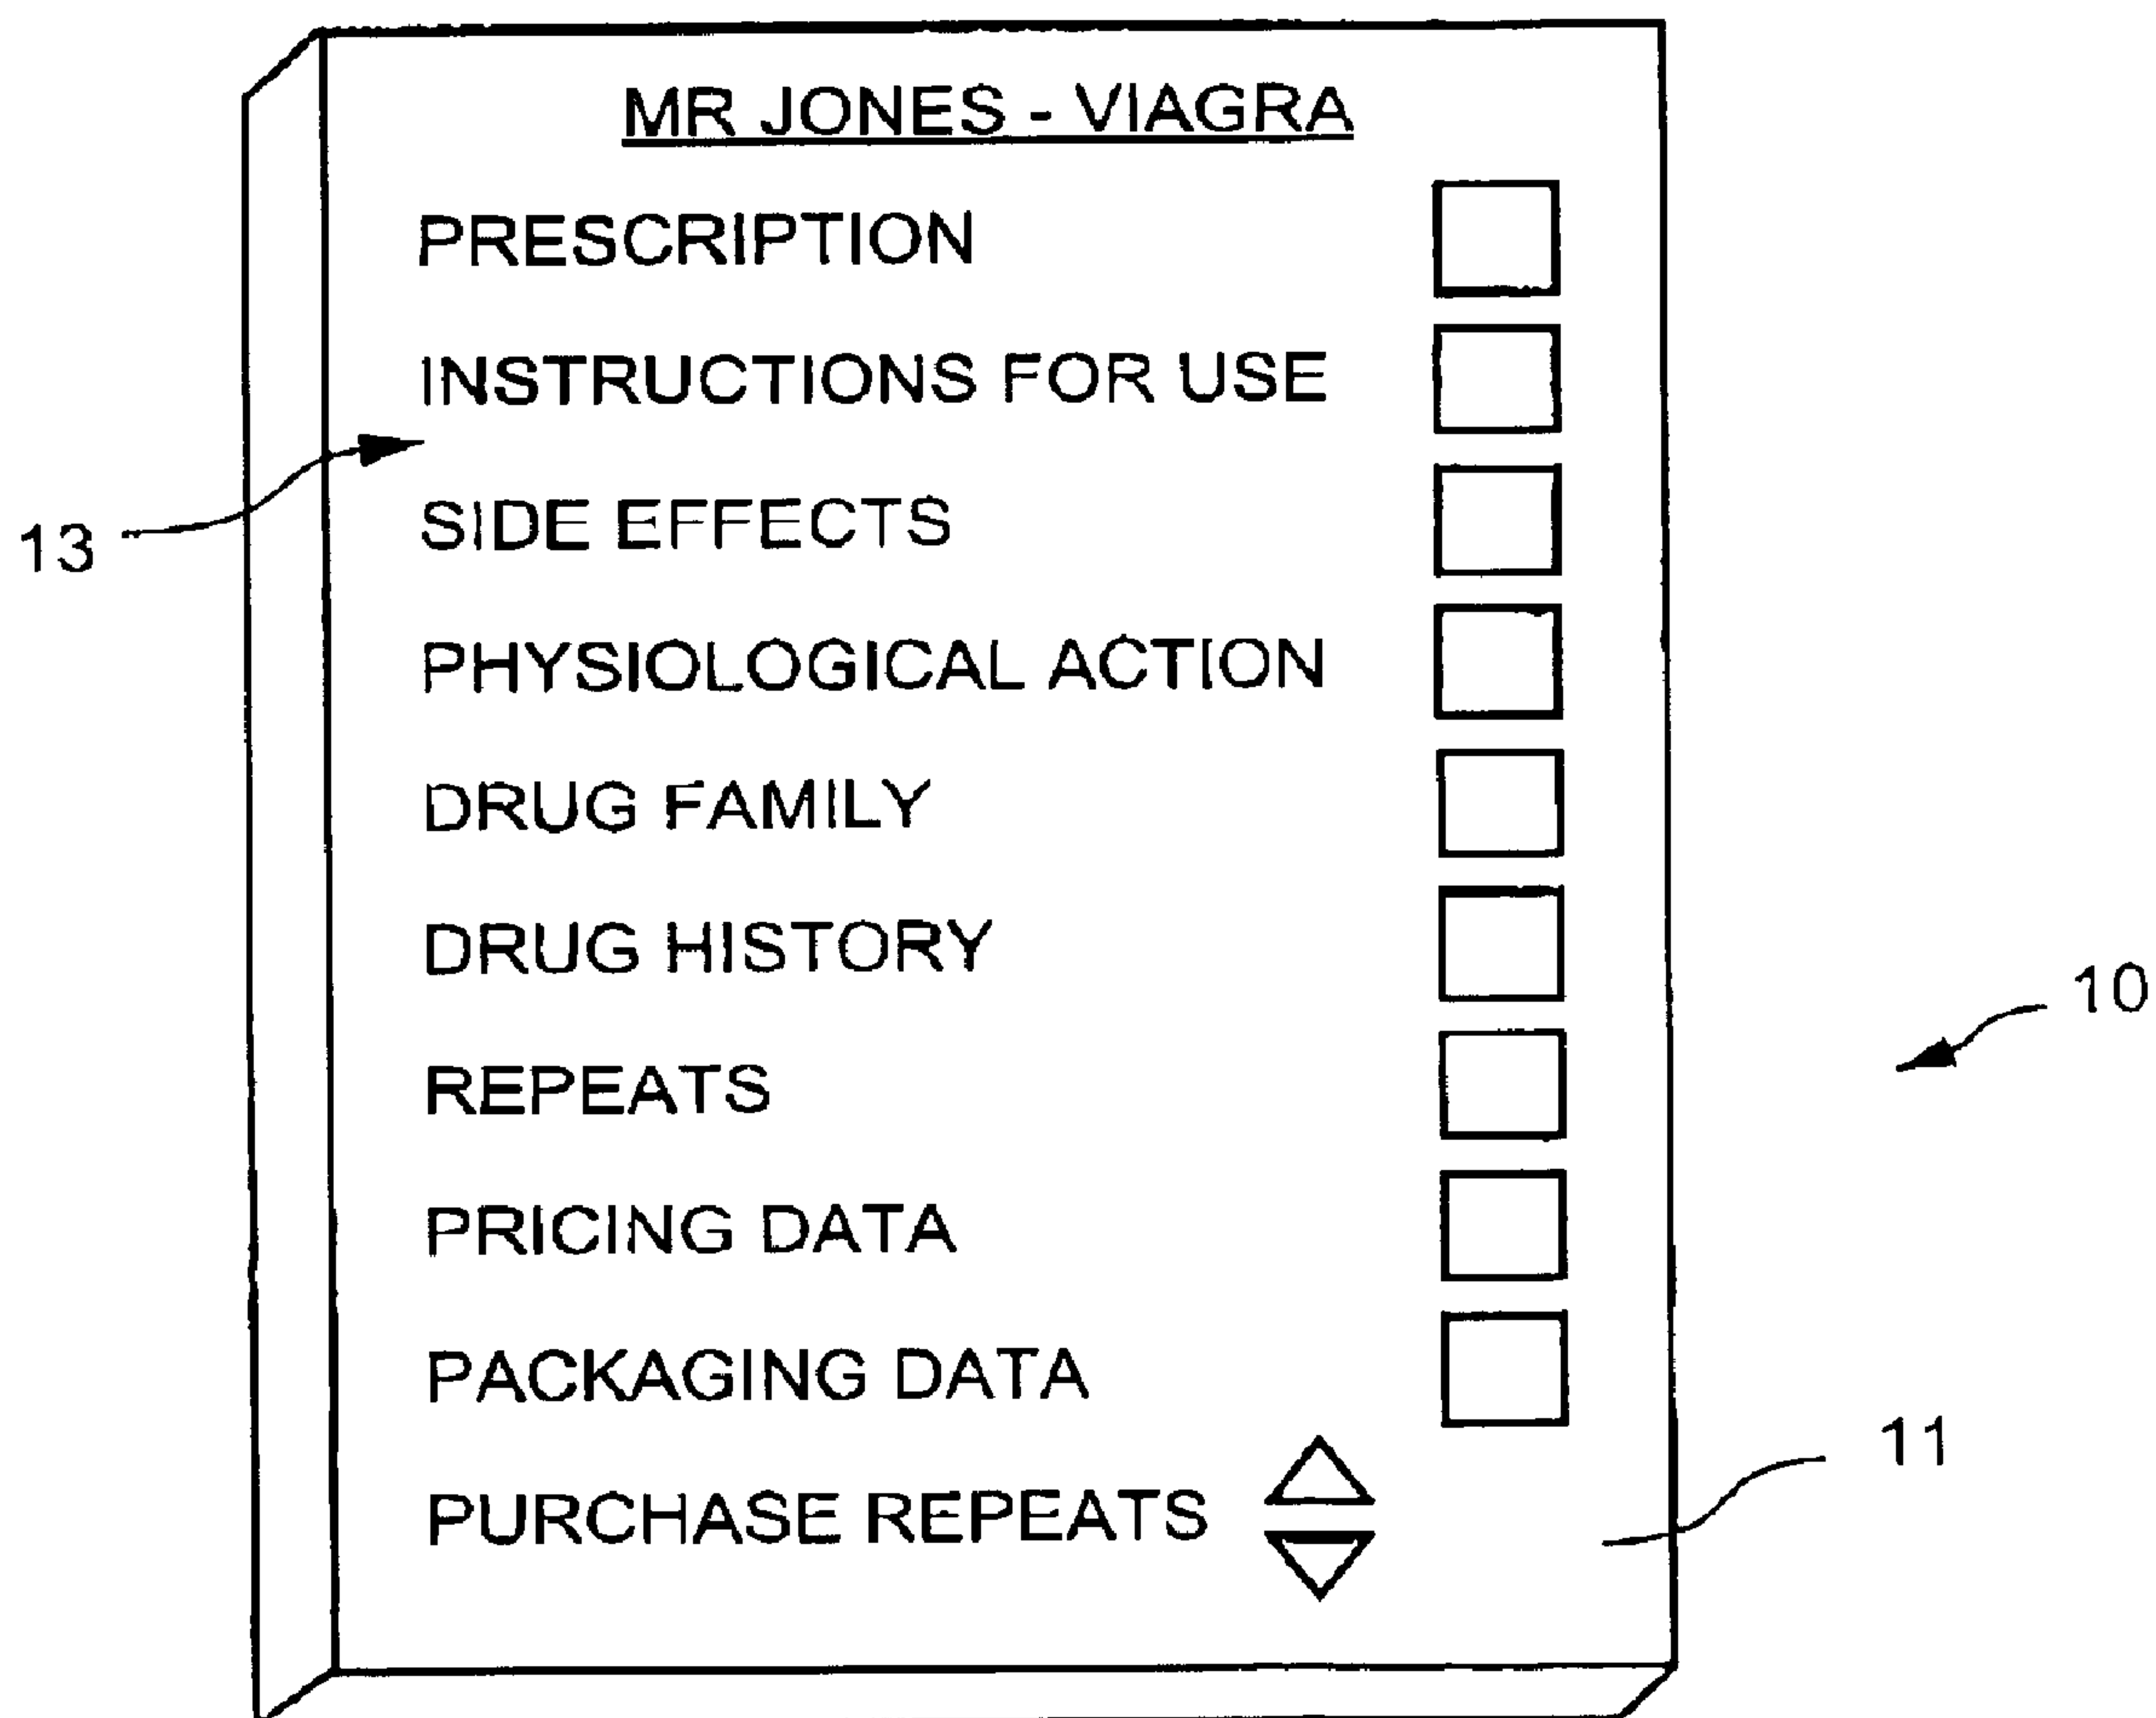 MR JONES - VIAGRA
PRESCRIPTION
INSTRUCTIONS FOR USE
13
SIDE EFFECTS
PHYSIOLOGICAL ACTION
DRUG FAMILY
DRUG HISTORY
10
REPEATS
PRICING DATA
PACKAGING DATA
11
PURCHASE REPEATS